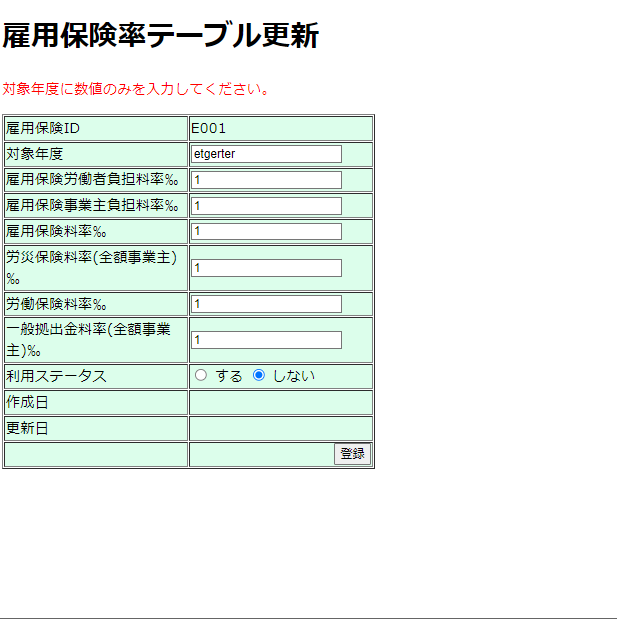 雇用保険率テーブル更新
対象年度に数値のみを入力してください。
雇用保険ID E001
対象年度 etgerter
雇用保険労働者負担料率‰ 1
雇用保険事業主負担料率‰ 1
雇用保険料率‰ 1
労災保険料率(全額事業主)
‰ 1
労働保険料率‰ 1
一般拠出金料率(全額事業
主)‰ 1
利用ステータス する しない
作成日
更新日
登録